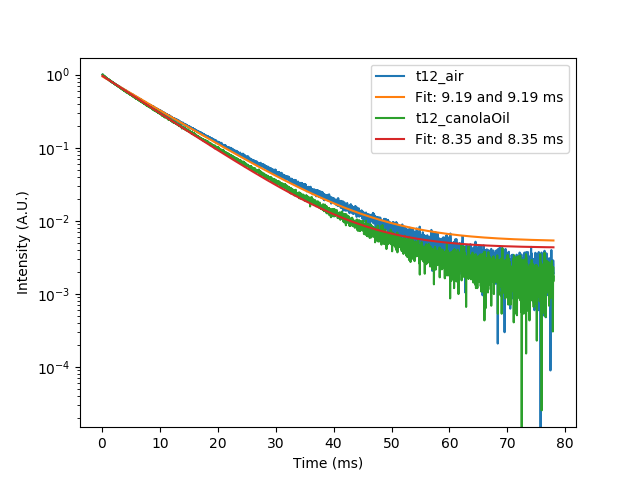 t12_air
Fit: 9.19 and 9.19 ms
t12_canolaOil
Fit: 8.35 and 8.35 ms
Intensity (A.U.)
10⁰
10⁻¹
10⁻²
10⁻³
10⁻⁴
0 10 20 30 40 50 60 70 80
Time (ms)